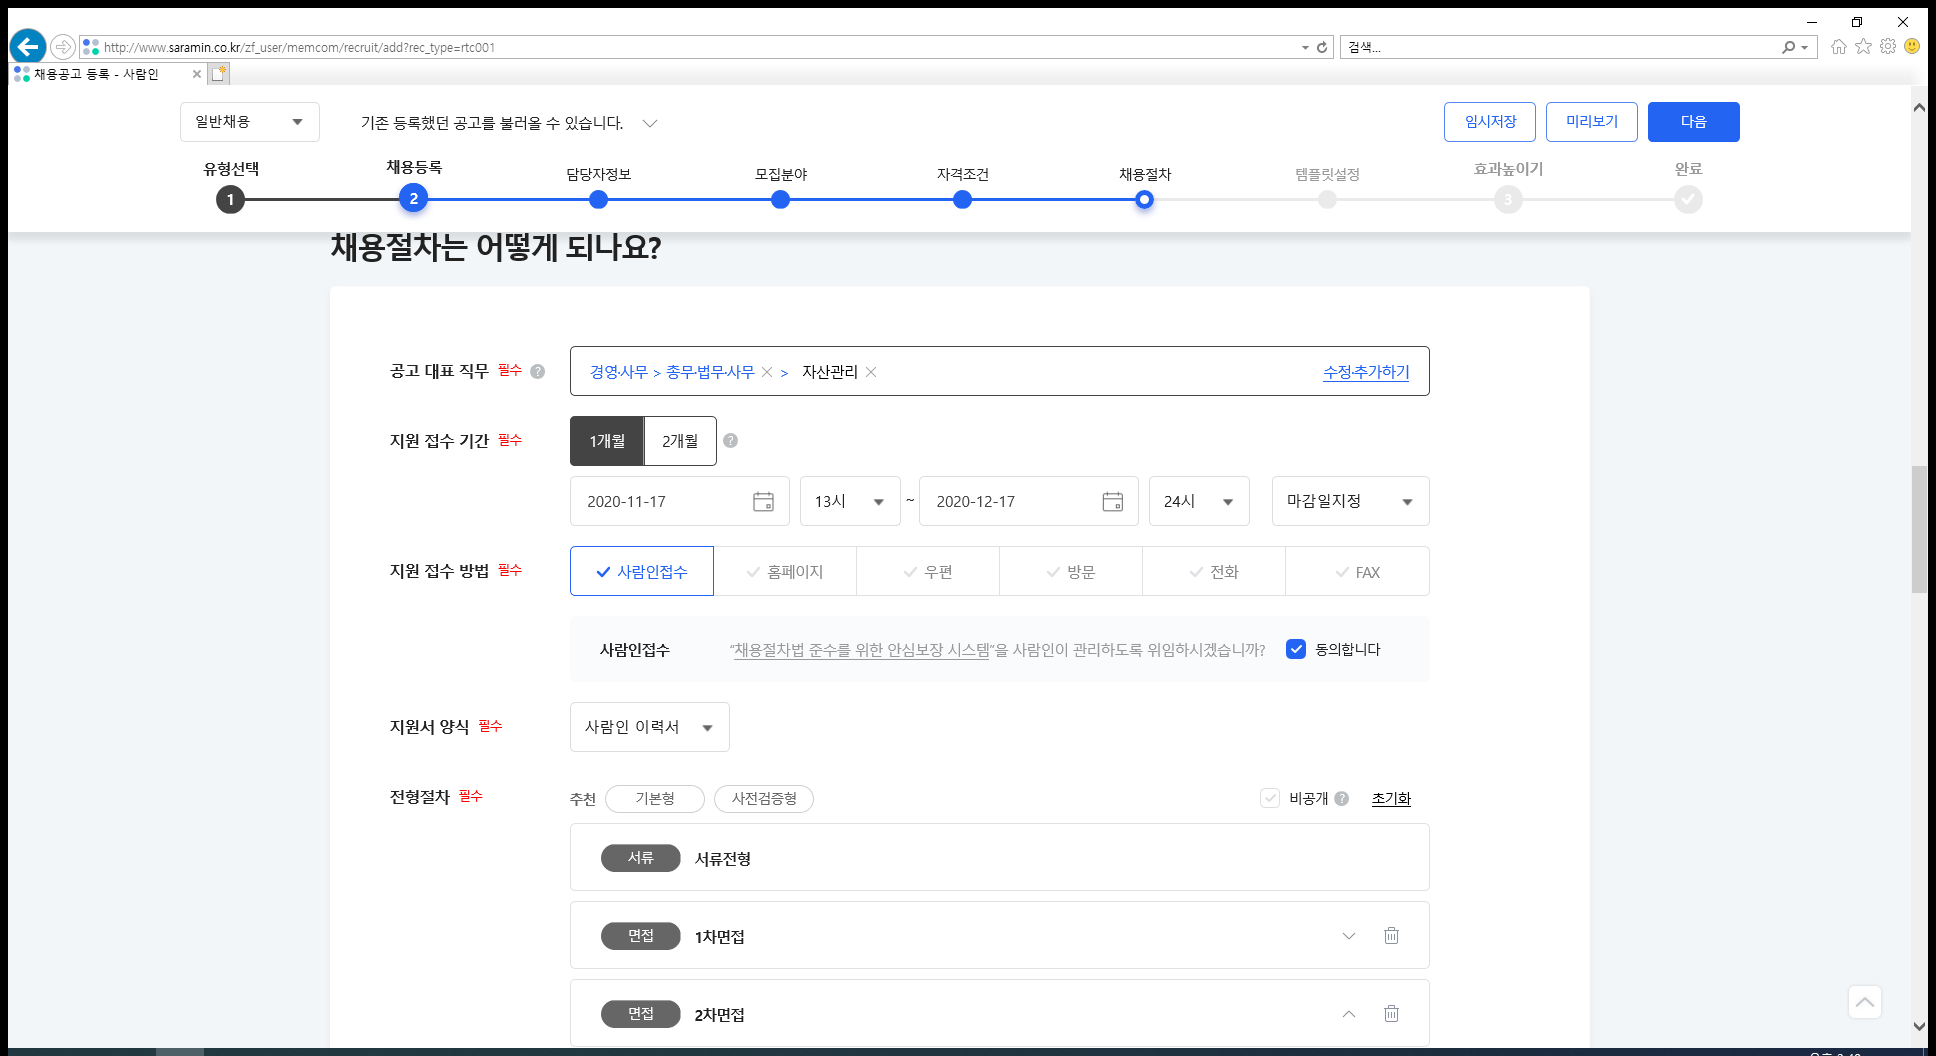 http://www.saramin.co.kr/zf_user/memcom/recruit/add?rec_type=rtc001
검색...
채용공고 등록 - 사람인
일반채용
기존 등록했던 공고를 불러올 수 있습니다.
임시저장
미리보기
다음
유형선택
채용등록
담당자정보
모집분야
자격조건
채용절차
템플릿설정
효과높이기
완료
1
2
3
채용절차는 어떻게 되나요?
공고 대표 직무 필수 ?
경영·사무 > 총무·법무·사무 × > 자산관리 ×
수정·추가하기
지원 접수 기간 필수
1개월
2개월
?
2020-11-17
13시
~
2020-12-17
24시
마감일지정
지원 접수 방법 필수
사람인접수
홈페이지
우편
방문
전화
FAX
사람인접수
“채용절차법 준수를 위한 안심보장 시스템”을 사람인이 관리하도록 위임하시겠습니까?
동의합니다
지원서 양식 필수
사람인 이력서
전형절차 필수
추천
기본형
사전검증형
비공개 ?
초기화
서류
서류전형
면접
1차면접
면접
2차면접